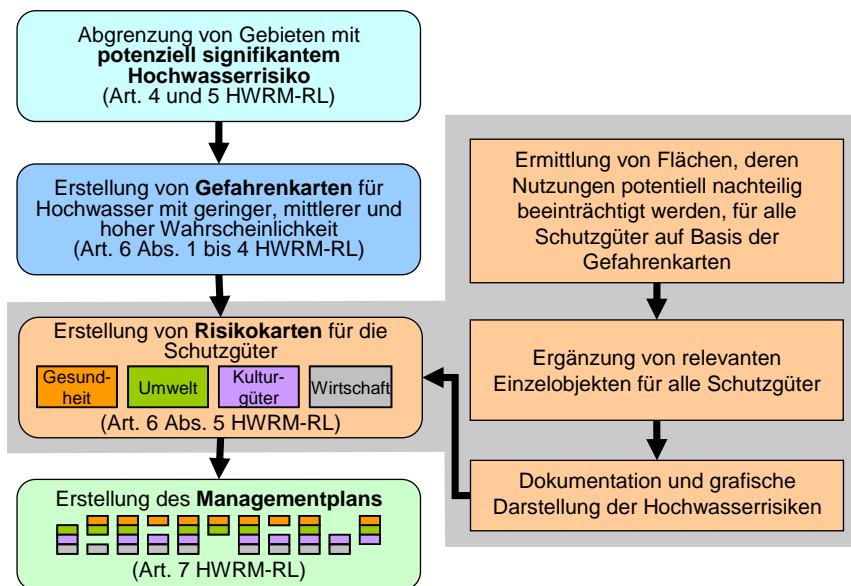 Abgrenzung von Gebieten mit
potenziell signifikantem
Hochwasserrisiko
(Art. 4 und 5 HWRM-RL)
Erstellung von Gefahrenkarten für
Hochwasser mit geringer, mittlerer und
hoher Wahrscheinlichkeit
(Art. 6 Abs. 1 bis 4 HWRM-RL)
Erstellung von Risikokarten für die
Schutzgüter
Gesund-
heit
Umwelt
Kultur-
güter
Wirtschaft
(Art. 6 Abs. 5 HWRM-RL)
Erstellung des Managementplans
(Art. 7 HWRM-RL)
Ermittlung von Flächen, deren
Nutzungen potentiell nachteilig
beeinträchtigt werden, für alle
Schutzgüter auf Basis der
Gefahrenkarten
Ergänzung von relevanten
Einzelobjekten für alle Schutzgüter
Dokumentation und grafische
Darstellung der Hochwasserrisiken